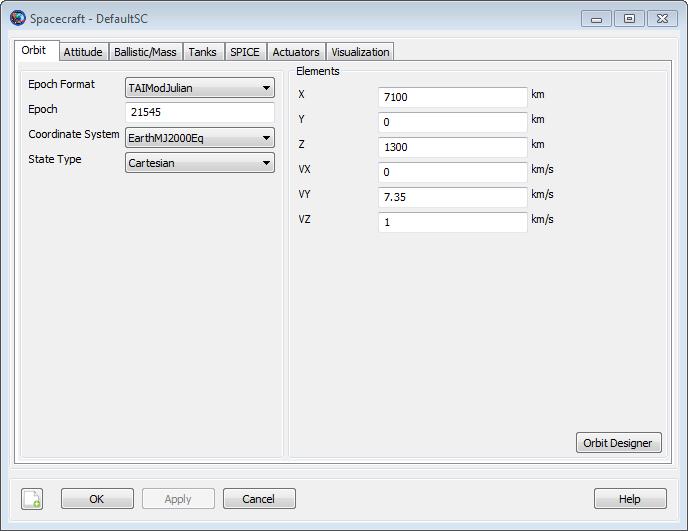 Spacecraft - DefaultSC
Orbit Attitude Ballistic/Mass Tanks SPICE Actuators Visualization
Epoch Format TAIModJulian
Epoch 21545
Coordinate System EarthMJ2000Eq
State Type Cartesian
Elements
X 7100 km
Y 0 km
Z 1300 km
VX 0 km/s
VY 7.35 km/s
VZ 1 km/s
Orbit Designer
OK Apply Cancel Help